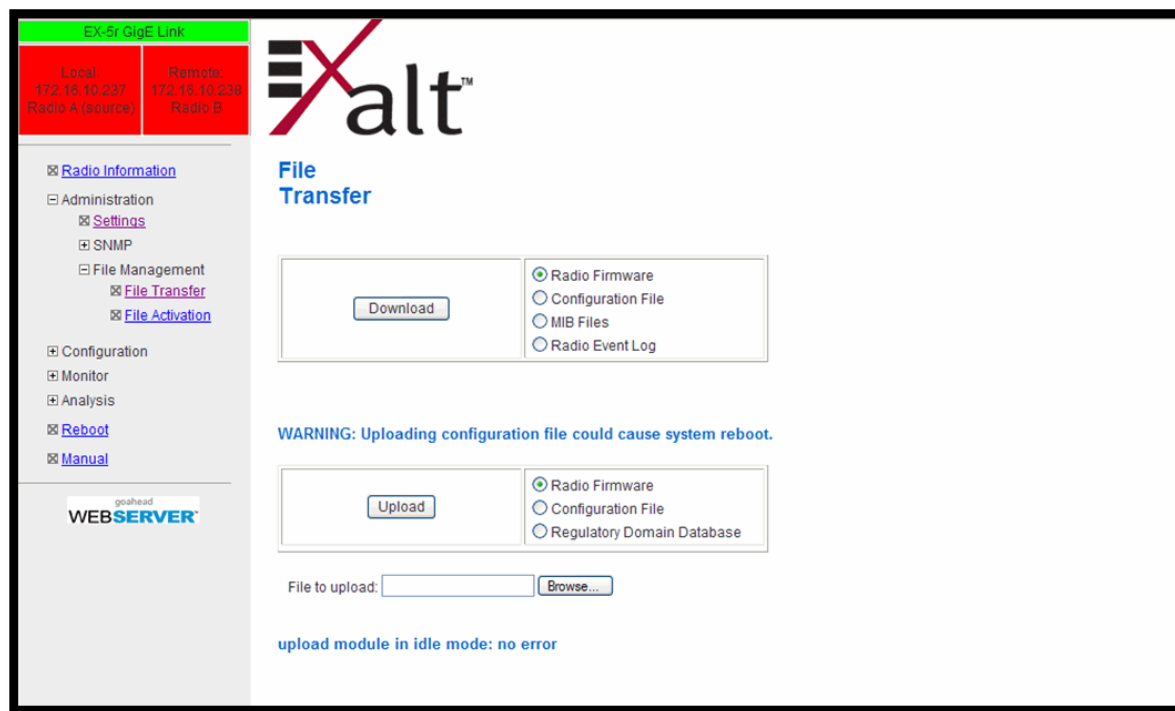 EX-5r GigE Link
Local:
172.16.10.237
Radio A (source)
Remote:
172.16.10.238
Radio B
EXalt™
Radio Information
Administration
Settings
SNMP
File Management
File Transfer
File Activation
Configuration
Monitor
Analysis
Reboot
Manual
goahead
WEBSERVER™
File
Transfer
Download
Radio Firmware
Configuration File
MIB Files
Radio Event Log
WARNING: Uploading configuration file could cause system reboot.
Upload
Radio Firmware
Configuration File
Regulatory Domain Database
File to upload:
Browse...
upload module in idle mode: no error